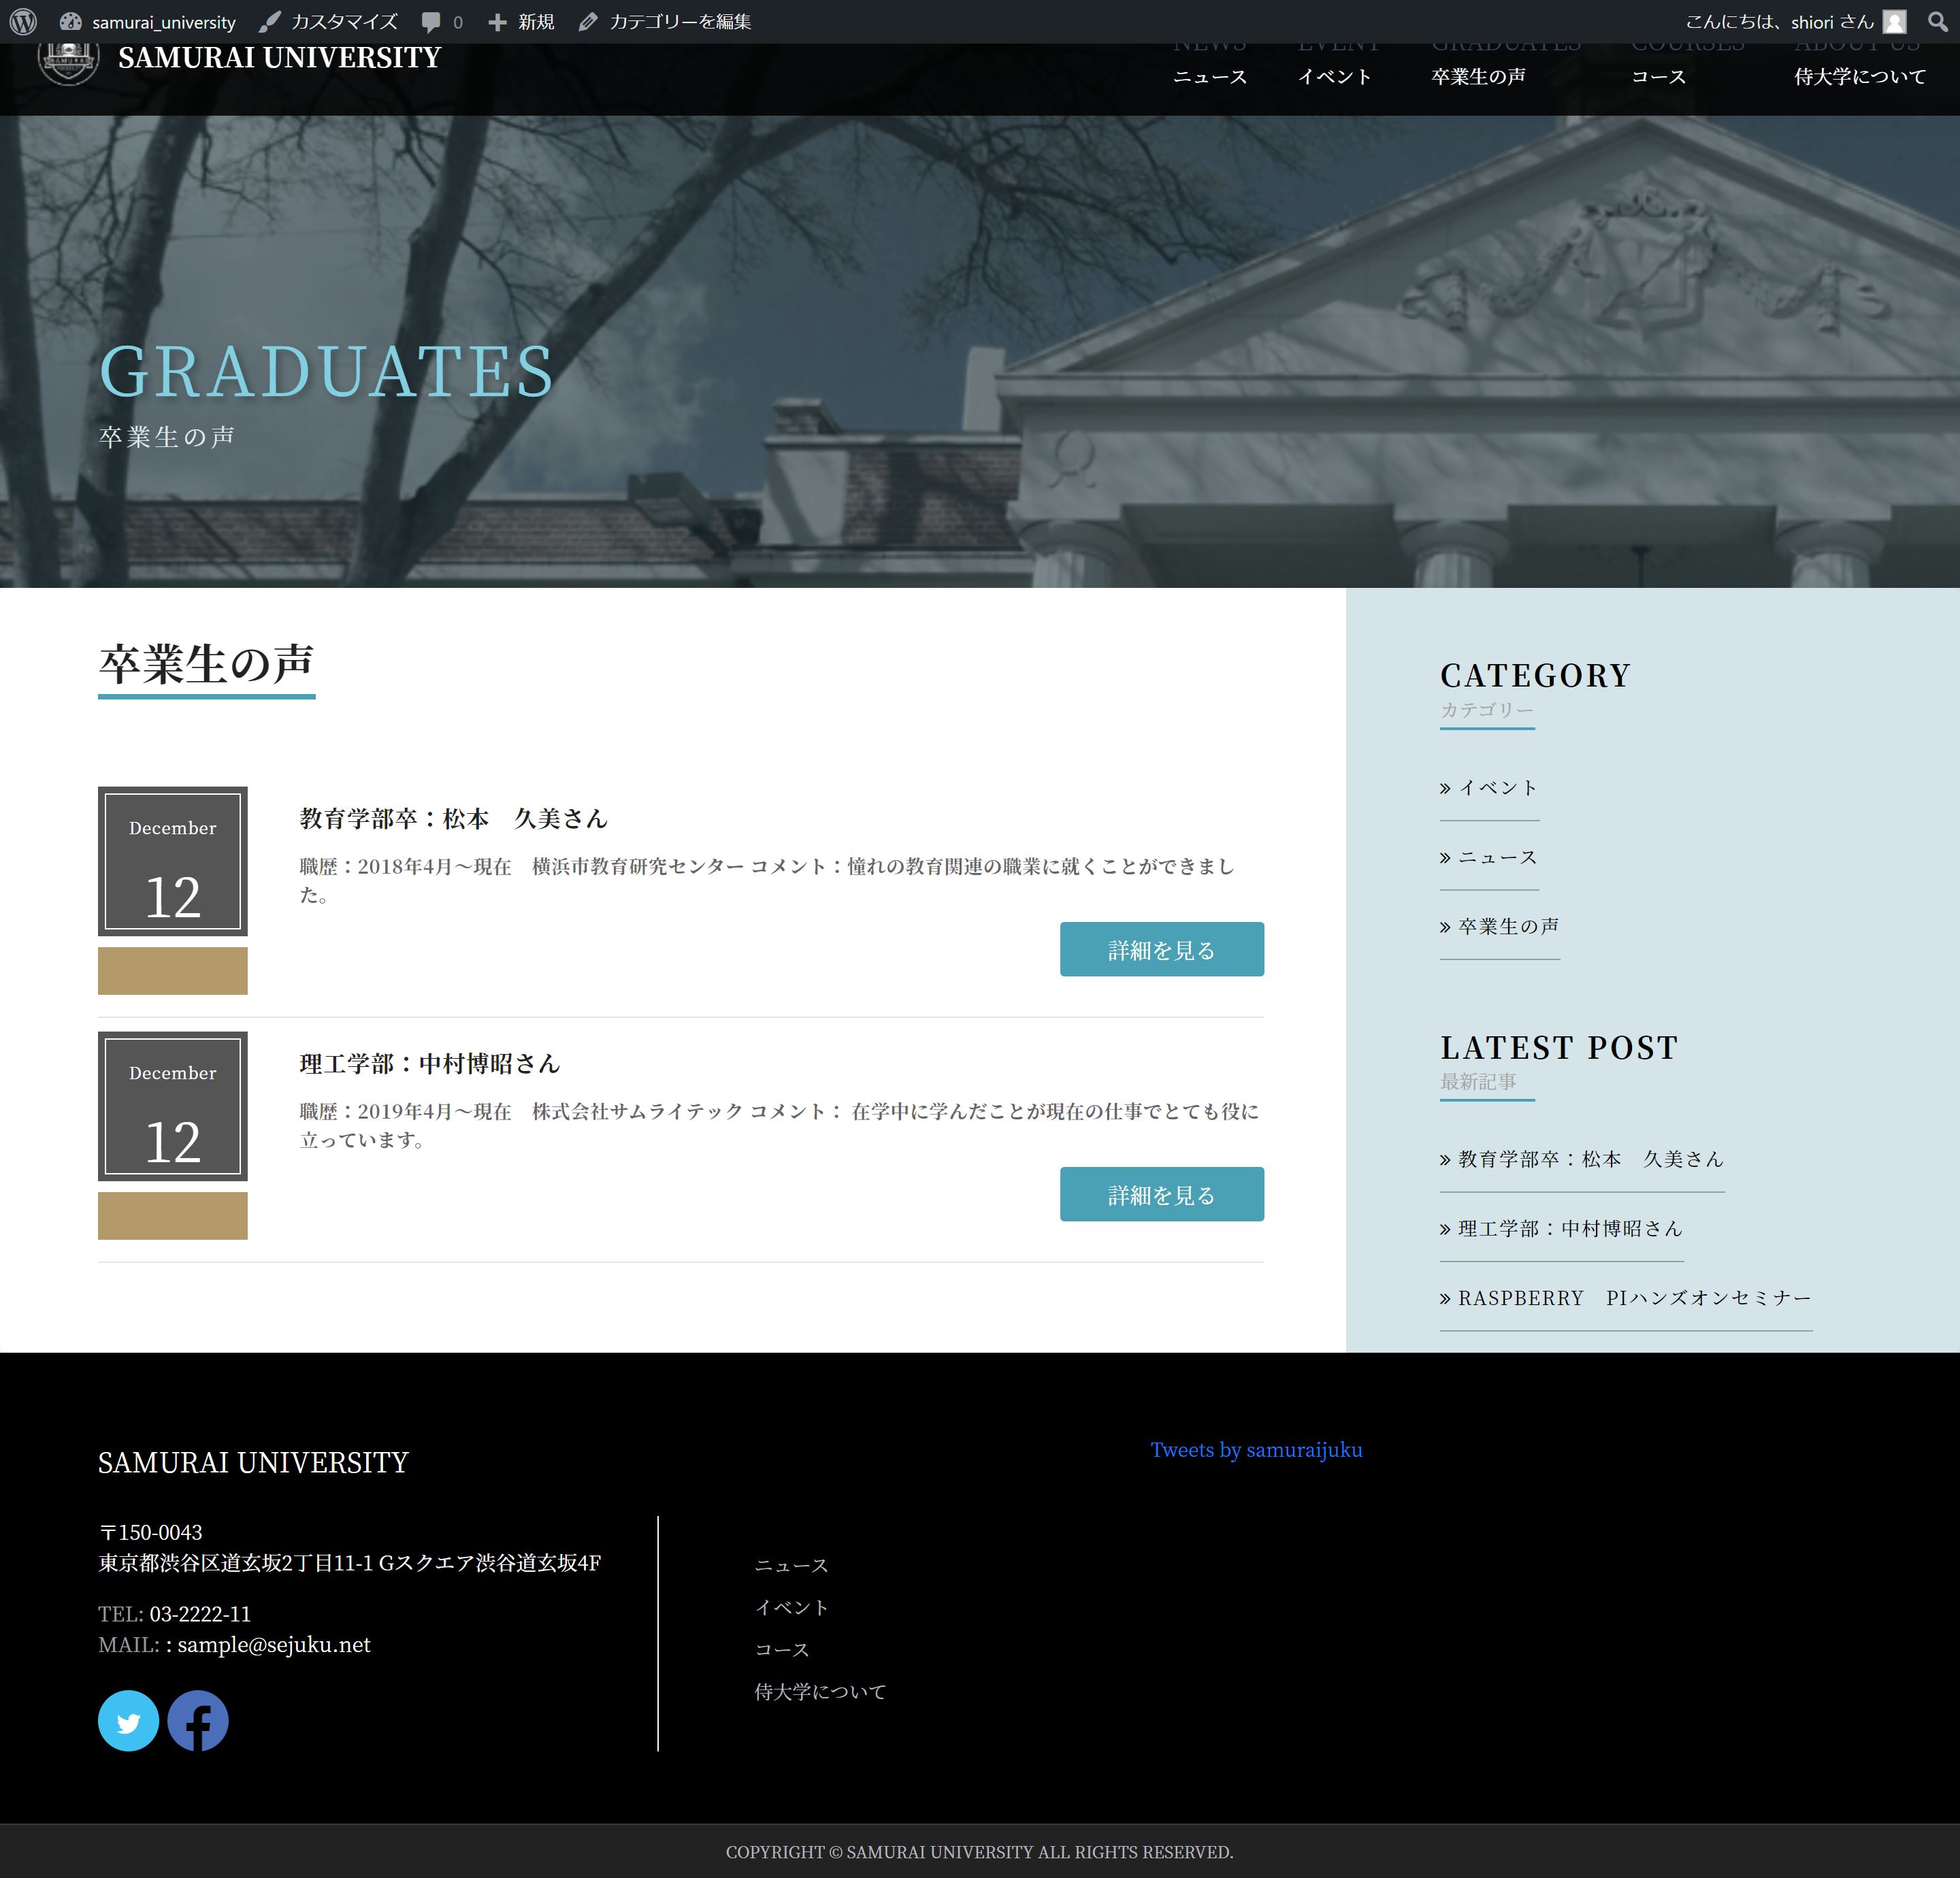 samurai_university カスタマイズ 0 新規 カテゴリーを編集 こんにちは、shiori さん
SAMURAI UNIVERSITY
NEWS EVENT GRADUATES COURSES ABOUT US
ニュース イベント 卒業生の声 コース 侍大学について
GRADUATES
卒業生の声
卒業生の声
December
12
教育学部卒：松本　久美さん
職歴：2018年4月～現在　横浜市教育研究センター コメント：憧れの教育関連の職業に就くことができまし
た。
詳細を見る
December
12
理工学部：中村博昭さん
職歴：2019年4月～現在　株式会社サムライテック コメント： 在学中に学んだことが現在の仕事でとても役に
立っています。
詳細を見る
CATEGORY
カテゴリー
» イベント
» ニュース
» 卒業生の声
LATEST POST
最新記事
» 教育学部卒：松本　久美さん
» 理工学部：中村博昭さん
» RASPBERRY　PIハンズオンセミナー
SAMURAI UNIVERSITY
〒150-0043
東京都渋谷区道玄坂2丁目11-1 Gスクエア渋谷道玄坂4F
TEL: 03-2222-11
MAIL: : sample@sejuku.net
ニュース
イベント
コース
侍大学について
Tweets by samuraijuku
COPYRIGHT © SAMURAI UNIVERSITY ALL RIGHTS RESERVED.